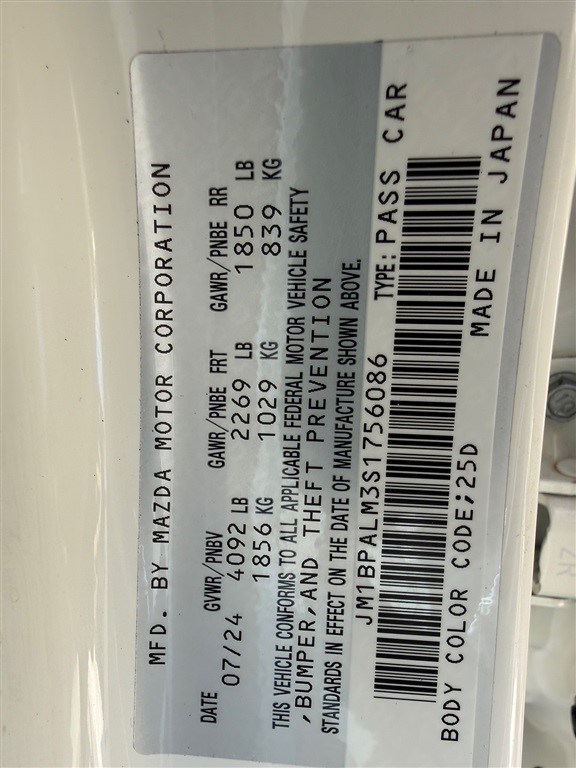 MFD. BY MAZDA MOTOR CORPORATION
DATE GVWR/PNBV GAWR/PNBE FRT GAWR/PNBE RR
07/24 4092 LB 2269 LB 1850 LB
1856 KG 1029 KG 839 KG
THIS VEHICLE CONFORMS TO ALL APPLICABLE FEDERAL MOTOR VEHICLE SAFETY
, BUMPER, AND THEFT PREVENTION
STANDARDS IN EFFECT ON THE DATE OF MANUFACTURE SHOWN ABOVE.
JM1BPALM3S1756086 TYPE: PASS CAR
BODY COLOR CODE;25D MADE IN JAPAN